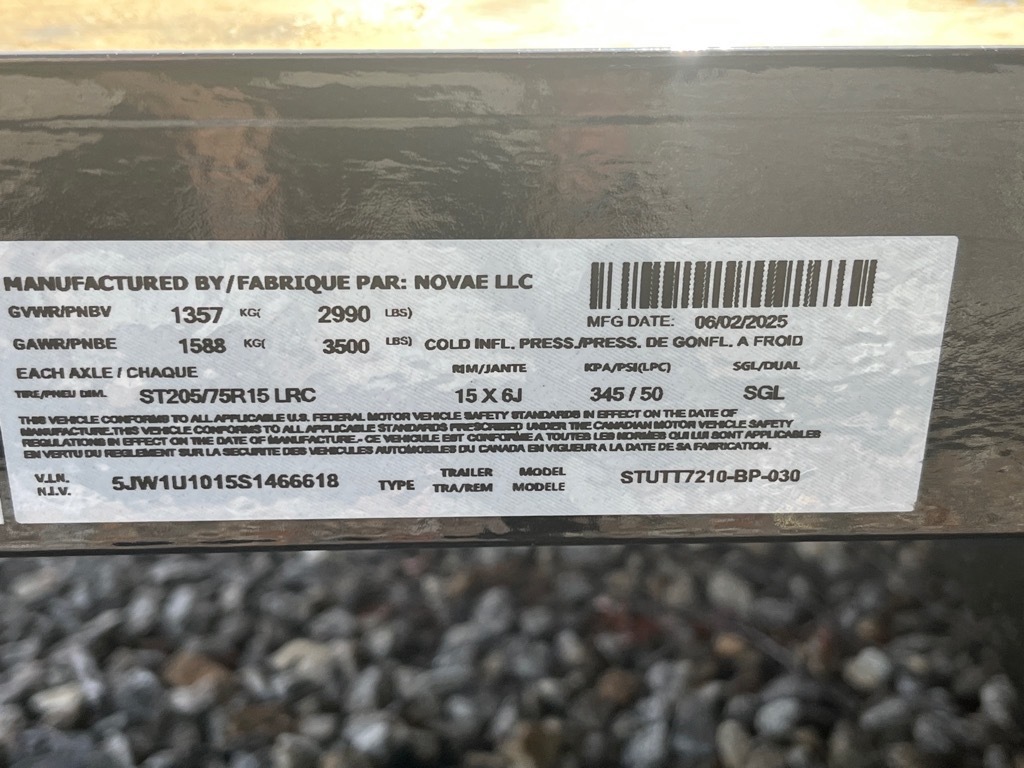 MANUFACTURED BY/FABRIQUE PAR: NOVAE LLC
GVWR/PNBV 1357 KG( 2990 LBS)
MFG DATE: 06/02/2025
GAWR/PNBE 1588 KG( 3500 LBS) COLD INFL. PRESS./PRESS. DE GONFL. A FROID
EACH AXLE / CHAQUE RIM/JANTE KPA/PSI(LPC) SGL/DUAL
TIRE/PNEU DIM. ST205/75R15 LRC 15 X 6J 345 / 50 SGL
THIS VEHICLE CONFORMS TO ALL APPLICABLE U.S. FEDERAL MOTOR VEHICLE SAFETY STANDARDS IN EFFECT ON THE DATE OF
MANUFACTURE.THIS VEHICLE CONFORMS TO ALL APPLICABLE STANDARDS PRESCRIBED UNDER THE CANADIAN MOTOR VEHICLE SAFETY
REGULATIONS IN EFFECT ON THE DATE OF MANUFACTURE.- CE VEHICULE EST CONFORME A TOUTES LES NORMES QUI LUI SONT APPLICABLES
EN VERTU DU REGLEMENT SUR LA SECURITE DES VEHICULES AUTOMOBILES DU CANADA EN VIGUEUR A LA DATE DE SA FABRICATION.
V.I.N. 5JW1U1015S1466618 TYPE TRAILER MODEL STUTT7210-BP-030
N.I.V. TRA/REM MODELE